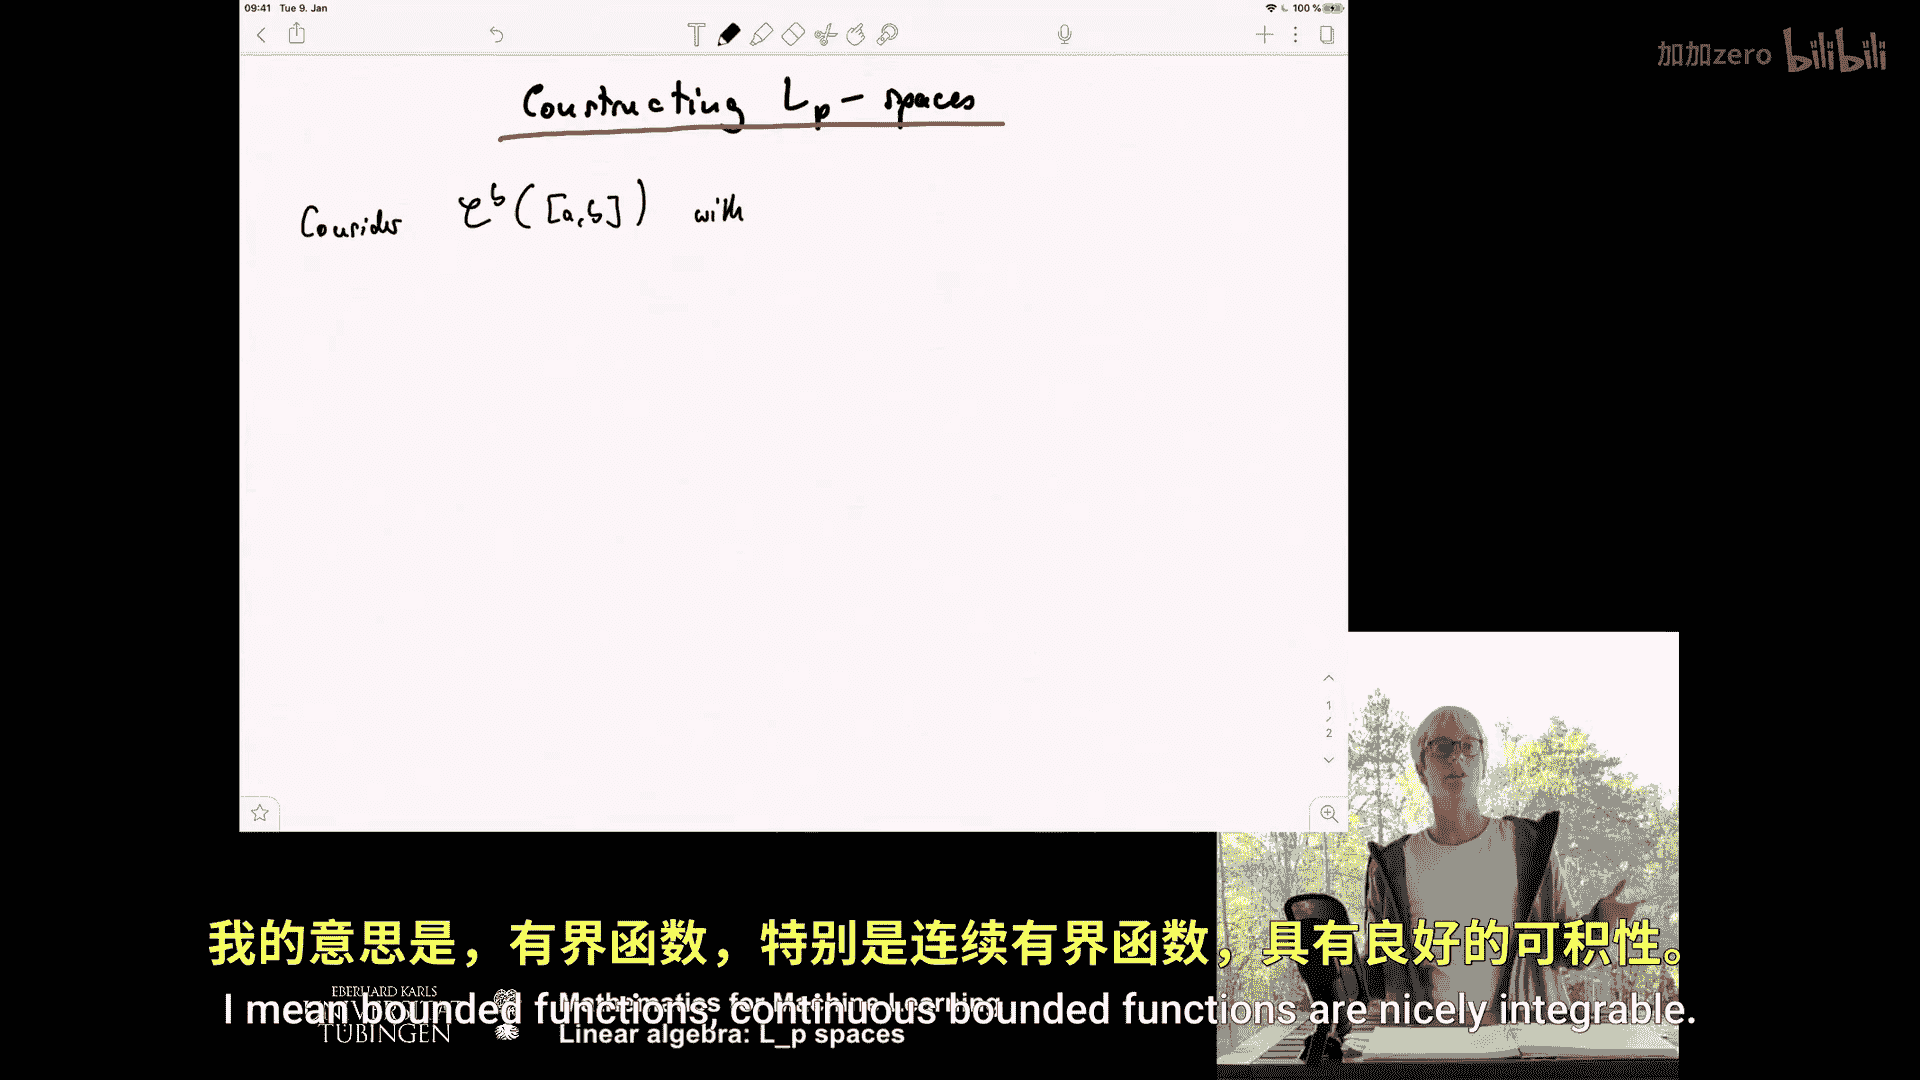 09:41 Tue 9. Jan
100 %
加加zero bilibili
Constructing L_p - spaces
Consider C^b([a,b]) with
1
2
我的意思是，有界函数，特别是连续有界函数，具有良好的可积性。
I mean bounded functions, continuous bounded functions are nicely integrable.
EBERHARD KARLS
TÜBINGEN
Mathematics for Machine Learning
Linear algebra: L_p spaces